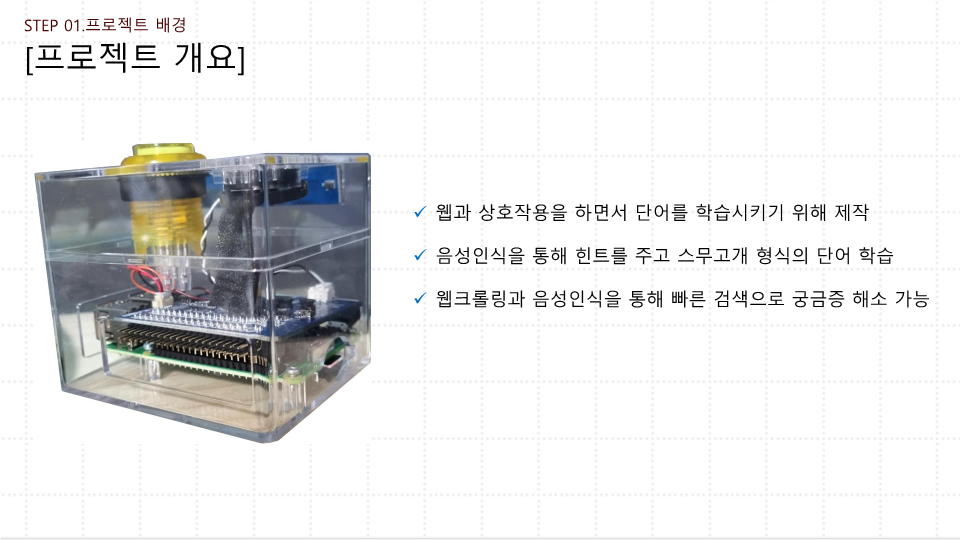 STEP 01.프로젝트 배경
[프로젝트 개요]
웹과 상호작용을 하면서 단어를 학습시키기 위해 제작
음성인식을 통해 힌트를 주고 스무고개 형식의 단어 학습
웹크롤링과 음성인식을 통해 빠른 검색으로 궁금증 해소 가능